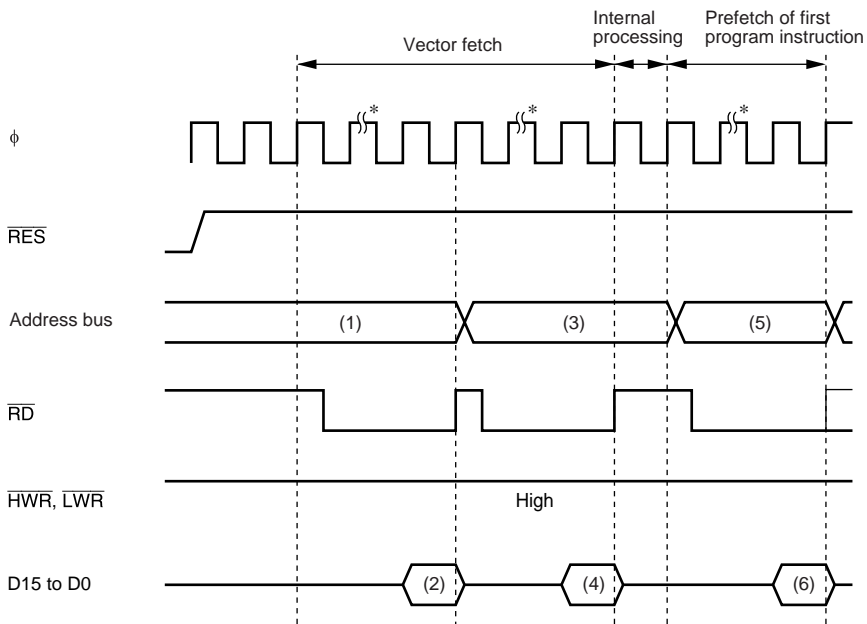 Vector fetch
Internal
processing
Prefetch of first
program instruction
* * *
ϕ
RES
Address bus
(1) (3) (5)
RD
HWR, LWR
High
D15 to D0
(2) (4) (6)